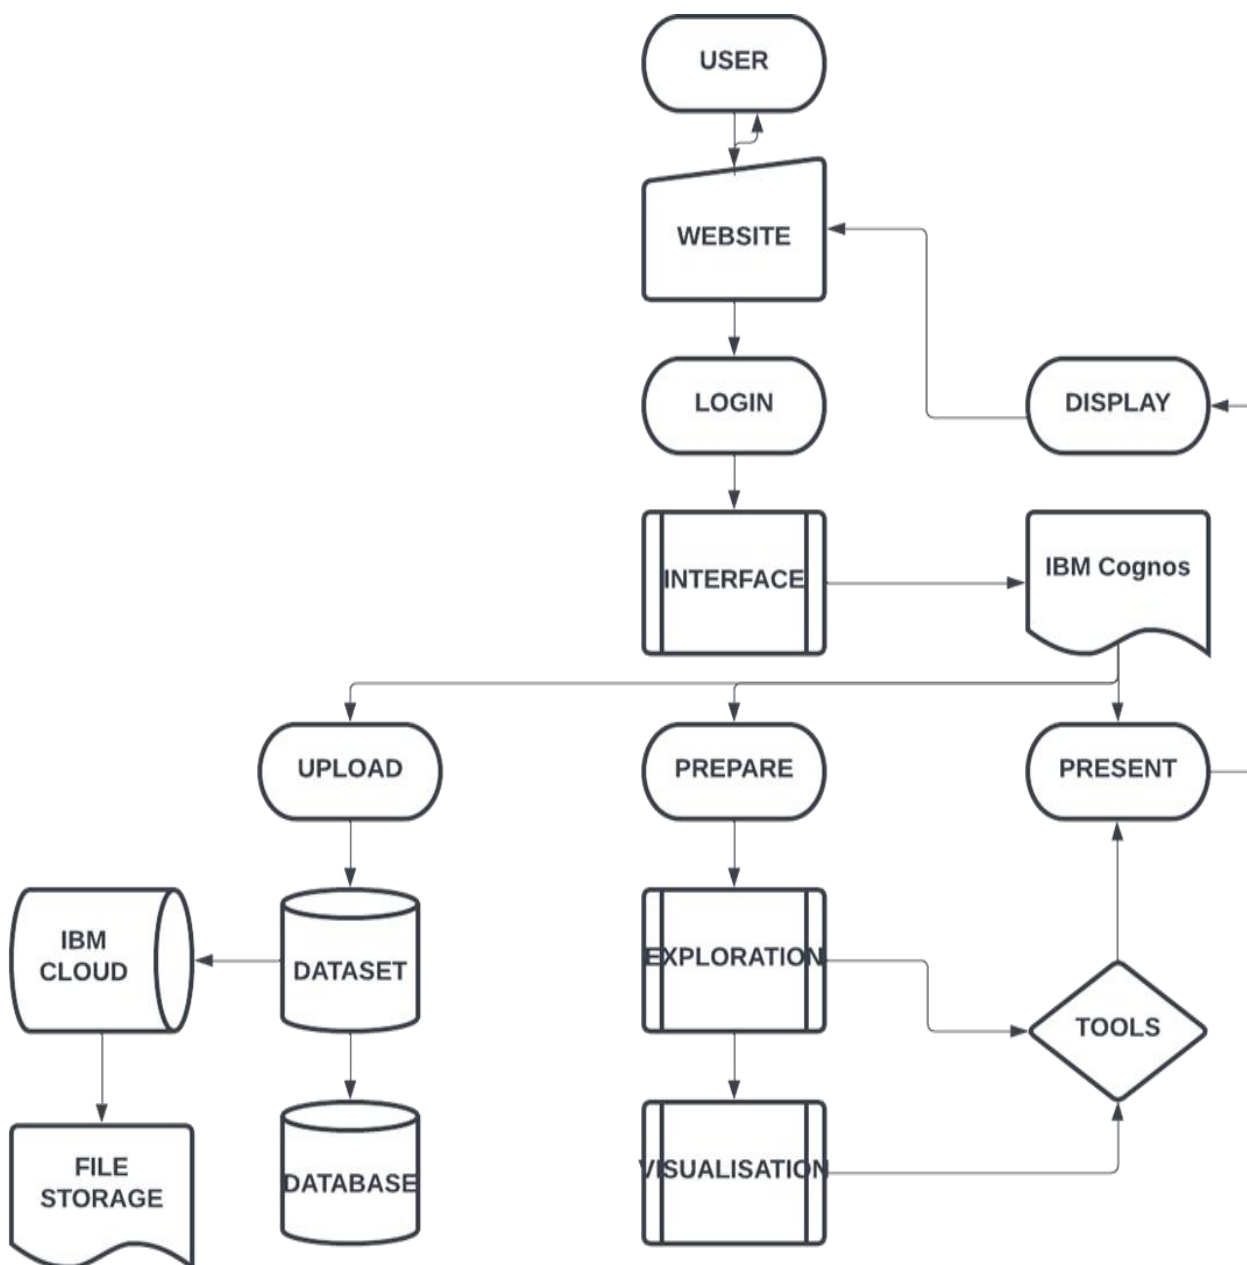 USER
WEBSITE
LOGIN
DISPLAY
INTERFACE
IBM Cognos
UPLOAD
PREPARE
PRESENT
IBM
CLOUD
DATASET
EXPLORATION
TOOLS
FILE
STORAGE
DATABASE
VISUALISATION